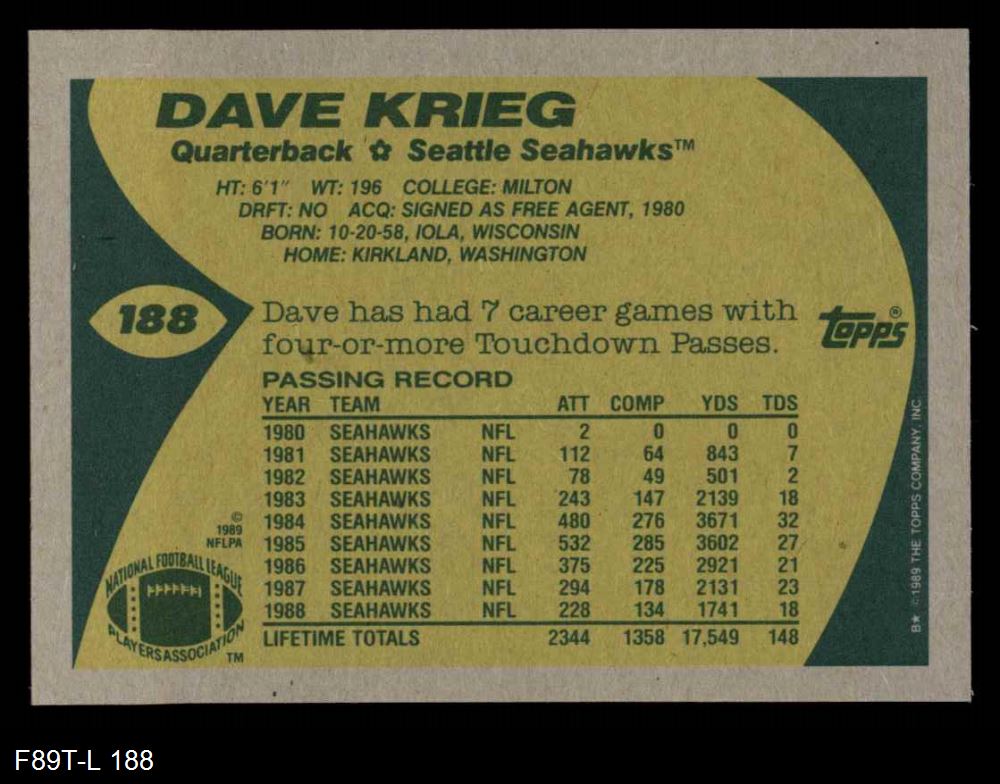 DAVE KRIEG
Quarterback ✿ Seattle Seahawks™
HT: 6'1" WT: 196 COLLEGE: MILTON
DRFT: NO ACQ: SIGNED AS FREE AGENT, 1980
BORN: 10-20-58, IOLA, WISCONSIN
HOME: KIRKLAND, WASHINGTON
188
Dave has had 7 career games with
four-or-more Touchdown Passes.
topps®
PASSING RECORD
YEAR TEAM ATT COMP YDS TDS
1980 SEAHAWKS NFL 2 0 0 0
1981 SEAHAWKS NFL 112 64 843 7
1982 SEAHAWKS NFL 78 49 501 2
1983 SEAHAWKS NFL 243 147 2139 18
1984 SEAHAWKS NFL 480 276 3671 32
1985 SEAHAWKS NFL 532 285 3602 27
1986 SEAHAWKS NFL 375 225 2921 21
1987 SEAHAWKS NFL 294 178 2131 23
1988 SEAHAWKS NFL 228 134 1741 18
LIFETIME TOTALS 2344 1358 17,549 148
©
1989
NFLPA
NATIONAL FOOTBALL LEAGUE
PLAYERS ASSOCIATION
TM
B★ ©1989 THE TOPPS COMPANY, INC.
F89T-L 188